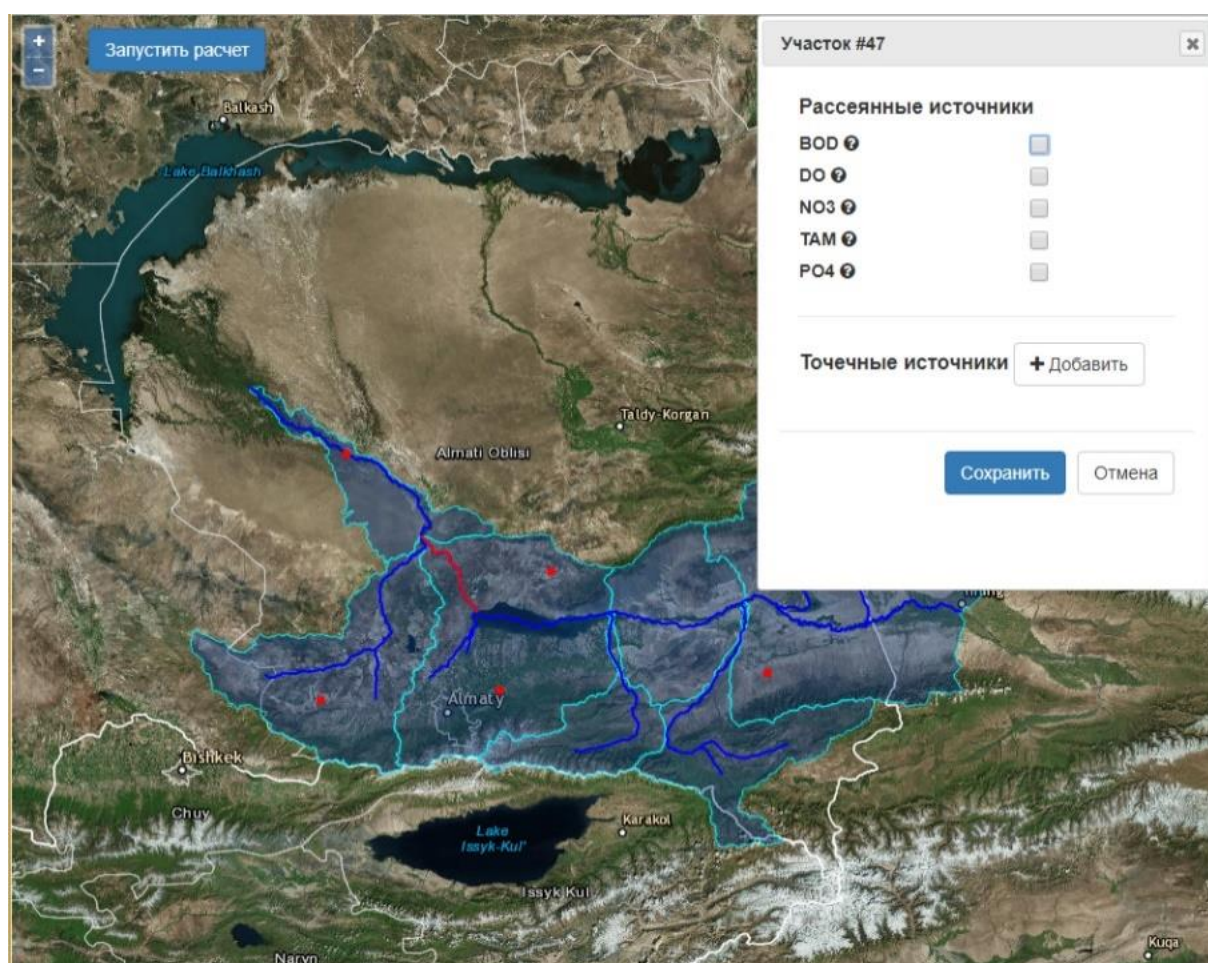 +
−
Запустить расчет
Balkash
Lake Balkhash
Taldy-Korgan
Almati Oblisi
Almaty
Bishkek
Chuy
Lake
Issyk-Kul'
Karakol
Issyk Kul
Naryn
Kuqa
Участок #47
×
Рассеянные источники
BOD ?
DO ?
NO3 ?
TAM ?
PO4 ?
Точечные источники
+ Добавить
Сохранить
Отмена